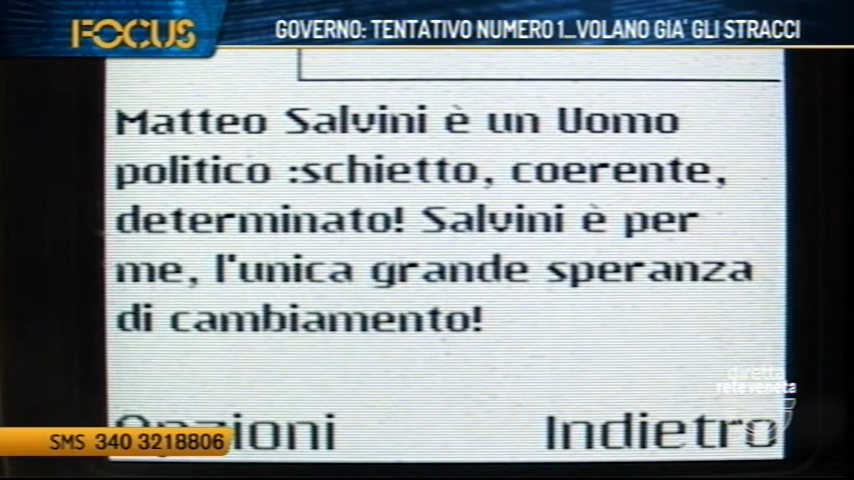 FOCUS
GOVERNO: TENTATIVO NUMERO 1...VOLANO GIA' GLI STRACCI
Matteo Salvini è un Uomo
politico :schietto, coerente,
determinato! Salvini è per
me, l'unica grande speranza
di cambiamento!
diretta
reteveneta
Opzioni Indietro
SMS 340 3218806